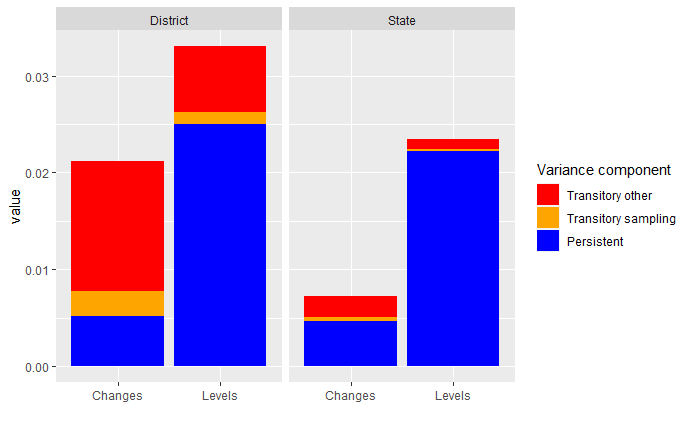 District
State
value
0.03
0.02
0.01
0.00
Changes
Levels
Changes
Levels
Variance component
Transitory other
Transitory sampling
Persistent